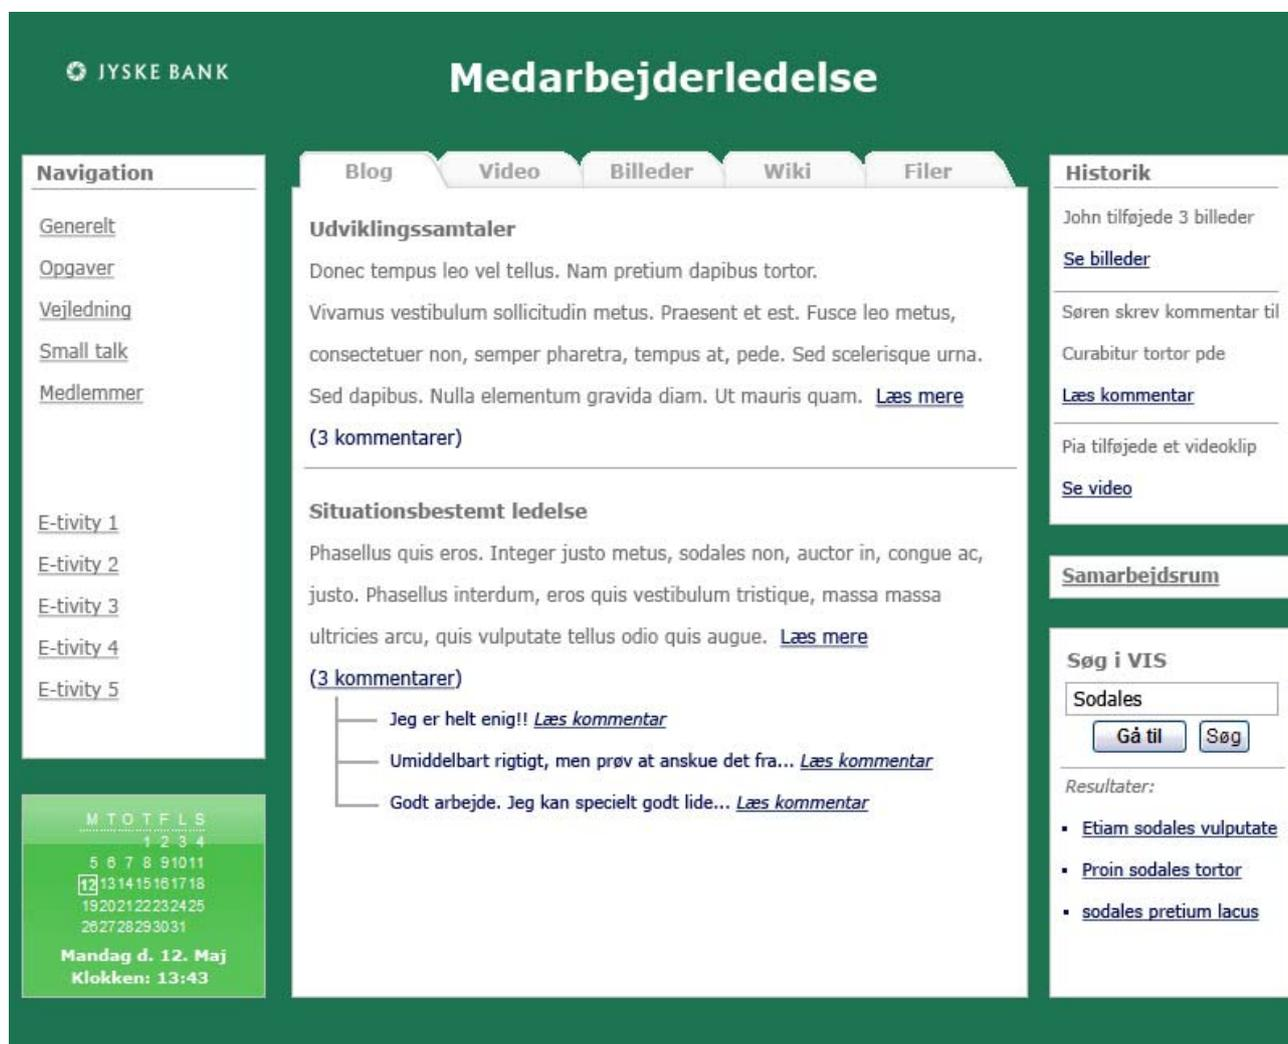 JYSKE BANK
Medarbejderledelse
Navigation
Generelt
Opgaver
Vejledning
Small talk
Medlemmer
E-tivity 1
E-tivity 2
E-tivity 3
E-tivity 4
E-tivity 5
M T O T F L S
1 2 3 4
5 6 7 8 9 10 11
12 13 14 15 16 17 18
19 20 21 22 23 24 25
26 27 28 29 30 31
Mandag d. 12. Maj
Klokken: 13:43
Blog Video Billeder Wiki Filer
Udviklingssamtaler
Donec tempus leo vel tellus. Nam pretium dapibus tortor.
Vivamus vestibulum sollicitudin metus. Praesent et est. Fusce leo metus,
consectetuer non, semper pharetra, tempus at, pede. Sed scelerisque urna.
Sed dapibus. Nulla elementum gravida diam. Ut mauris quam. Læs mere
(3 kommentarer)
Situationsbestemt ledelse
Phasellus quis eros. Integer justo metus, sodales non, auctor in, congue ac,
justo. Phasellus interdum, eros quis vestibulum tristique, massa massa
ultricies arcu, quis vulputate tellus odio quis augue. Læs mere
(3 kommentarer)
Jeg er helt enig!! Læs kommentar
Umiddelbart rigtigt, men prøv at anskue det fra... Læs kommentar
Godt arbejde. Jeg kan specielt godt lide... Læs kommentar
Historik
John tilføjede 3 billeder
Se billeder
Søren skrev kommentar til
Curabitur tortor pde
Læs kommentar
Pia tilføjede et videoklip
Se video
Samarbejdsrum
Søg i VIS
Sodales
Gå til Søg
Resultater:
Etiam sodales vulputate
Proin sodales tortor
sodales pretium lacus